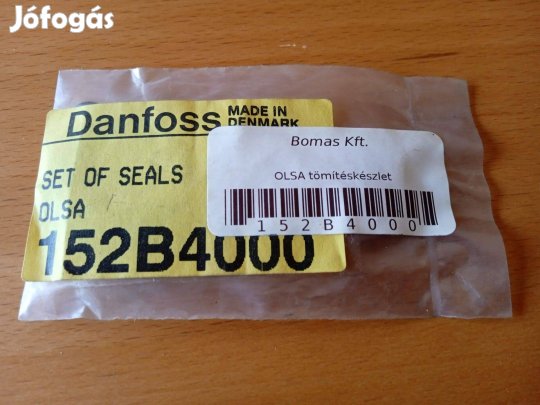 Jófogás
Danfoss
MADE IN
DENMARK
SET OF SEALS
OLSA
152B4000
Bomas Kft.
OLSA tömítéskészlet
152B4000